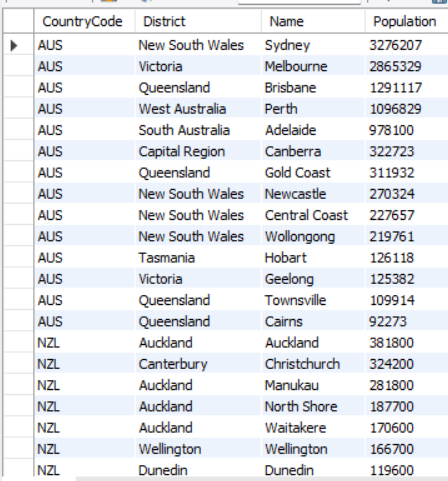 CountryCode District Name Population
AUS New South Wales Sydney 3276207
AUS Victoria Melbourne 2865329
AUS Queensland Brisbane 1291117
AUS West Australia Perth 1096829
AUS South Australia Adelaide 978100
AUS Capital Region Canberra 322723
AUS Queensland Gold Coast 311932
AUS New South Wales Newcastle 270324
AUS New South Wales Central Coast 227657
AUS New South Wales Wollongong 219761
AUS Tasmania Hobart 126118
AUS Victoria Geelong 125382
AUS Queensland Townsville 109914
AUS Queensland Cairns 92273
NZL Auckland Auckland 381800
NZL Canterbury Christchurch 324200
NZL Auckland Manukau 281800
NZL Auckland North Shore 187700
NZL Auckland Waitakere 170600
NZL Wellington Wellington 166700
NZL Dunedin Dunedin 119600